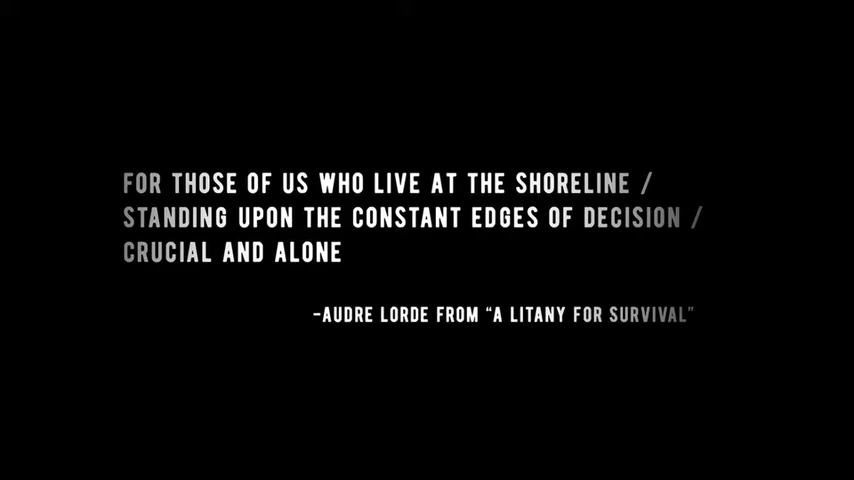 FOR THOSE OF US WHO LIVE AT THE SHORELINE /
STANDING UPON THE CONSTANT EDGES OF DECISION /
CRUCIAL AND ALONE
-AUDRE LORDE FROM “A LITANY FOR SURVIVAL”